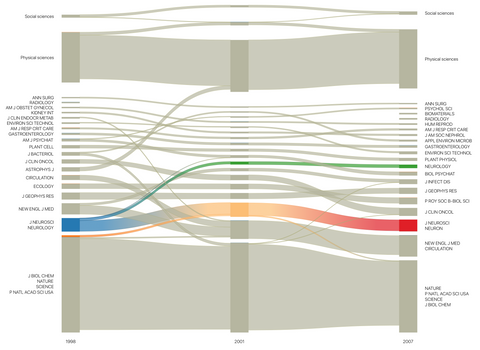 Social sciences
Physical sciences
ANN SURG
RADIOLOGY
AM J OBSTET GYNECOL
KIDNEY INT
J CLIN ENDOCR METAB
ENVIRON SCI TECHNOL
AM J RESP CRIT CARE
GASTROENTEROLOGY
AM J PSYCHIAT
PLANT CELL
J BACTERIOL
J CLIN ONCOL
ASTROPHYS J
CIRCULATION
ECOLOGY
J GEOPHYS RES
NEW ENGL J MED
J NEUROSCI
NEUROLOGY
J BIOL CHEM
NATURE
SCIENCE
P NATL ACAD SCI USA
Social sciences
Physical sciences
ANN SURG
PSYCHOL SCI
BIOMATERIALS
RADIOLOGY
HUM REPROD
AM J RESP CRIT CARE
J AM SOC NEPHROL
APPL ENVIRON MICROB
GASTROENTEROLOGY
ENVIRON SCI TECHNOL
PLANT PHYSIOL
NEUROLOGY
BIOL PSYCHIAT
J INFECT DIS
J GEOPHYS RES
P ROY SOC B-BIOL SCI
J CLIN ONCOL
J NEUROSCI
NEURON
NEW ENGL J MED
CIRCULATION
NATURE
P NATL ACAD SCI USA
SCIENCE
J BIOL CHEM
1996
2001
2007